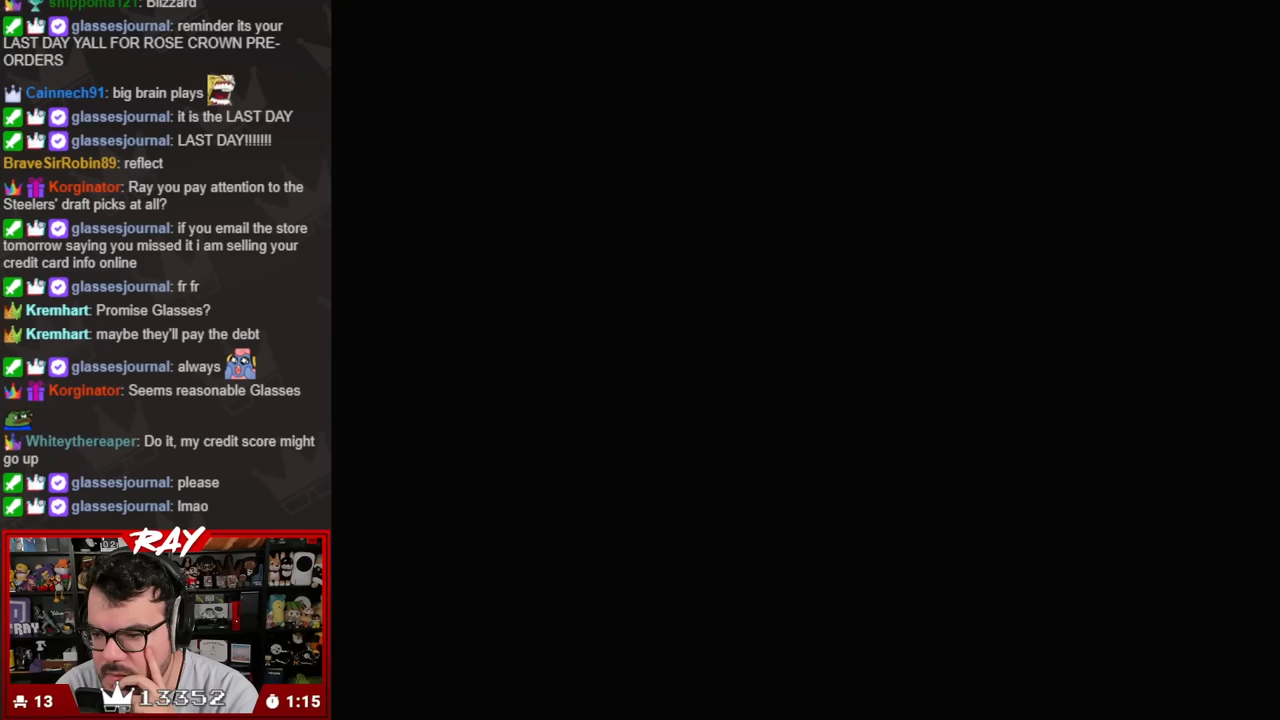 shippoma121: Blizzard
glassesjournal: reminder its your
LAST DAY YALL FOR ROSE CROWN PRE-
ORDERS
Cainnech91: big brain plays
glassesjournal: it is the LAST DAY
glassesjournal: LAST DAY!!!!!!!
BraveSirRobin89: reflect
Korginator: Ray you pay attention to the
Steelers' draft picks at all?
glassesjournal: if you email the store
tomorrow saying you missed it i am selling your
credit card info online
glassesjournal: fr fr
Kremhart: Promise Glasses?
Kremhart: maybe they'll pay the debt
glassesjournal: always
Korginator: Seems reasonable Glasses
Whiteythereaper: Do it, my credit score might
go up
glassesjournal: please
glassesjournal: lmao
RAY
13
13352
1:15